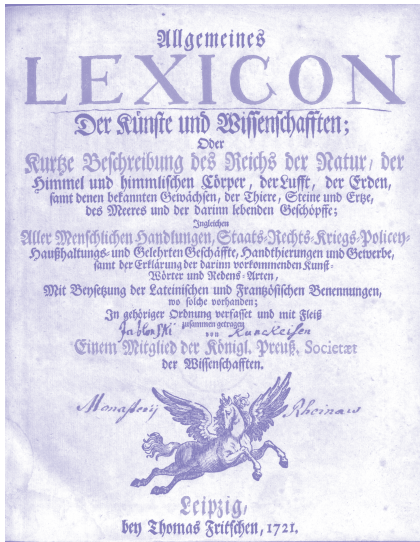 Allgemeines
LEXICON
Der Künste und Wissenschafften;
Oder
Kurtze Beschreibung des Reichs der Natur, der
Himmel und himmlischen Cörper, der Lufft, der Erden,
samt denen bekannten Gewächsen, der Thiere, Steine und Ertze,
des Meeres und der darinn lebenden Geschöpffe;
Ingleichen
Aller Menschlichen Handlungen, Staats-Rechts-Kriegs-Policey-
Haußhaltungs- und Gelehrten Geschäffte, Handthierungen und Gewerbe,
samt der Erklärung der darinn vorkommenden Kunst-
Wörter und Redens-Arten,
Mit Beysetzung der Lateinischen und Frantzösischen Benennungen,
wo solche vorhanden;
In gehöriger Ordnung verfasset und mit Fleiß
zusammen getragen
Jablonski von
Einem Mitglied der Königl. Preuß. Societæt
der Wissenschafften.
Monasterij Rheinaw
Leipzig,
bey Thomas Fritschen, 1721.